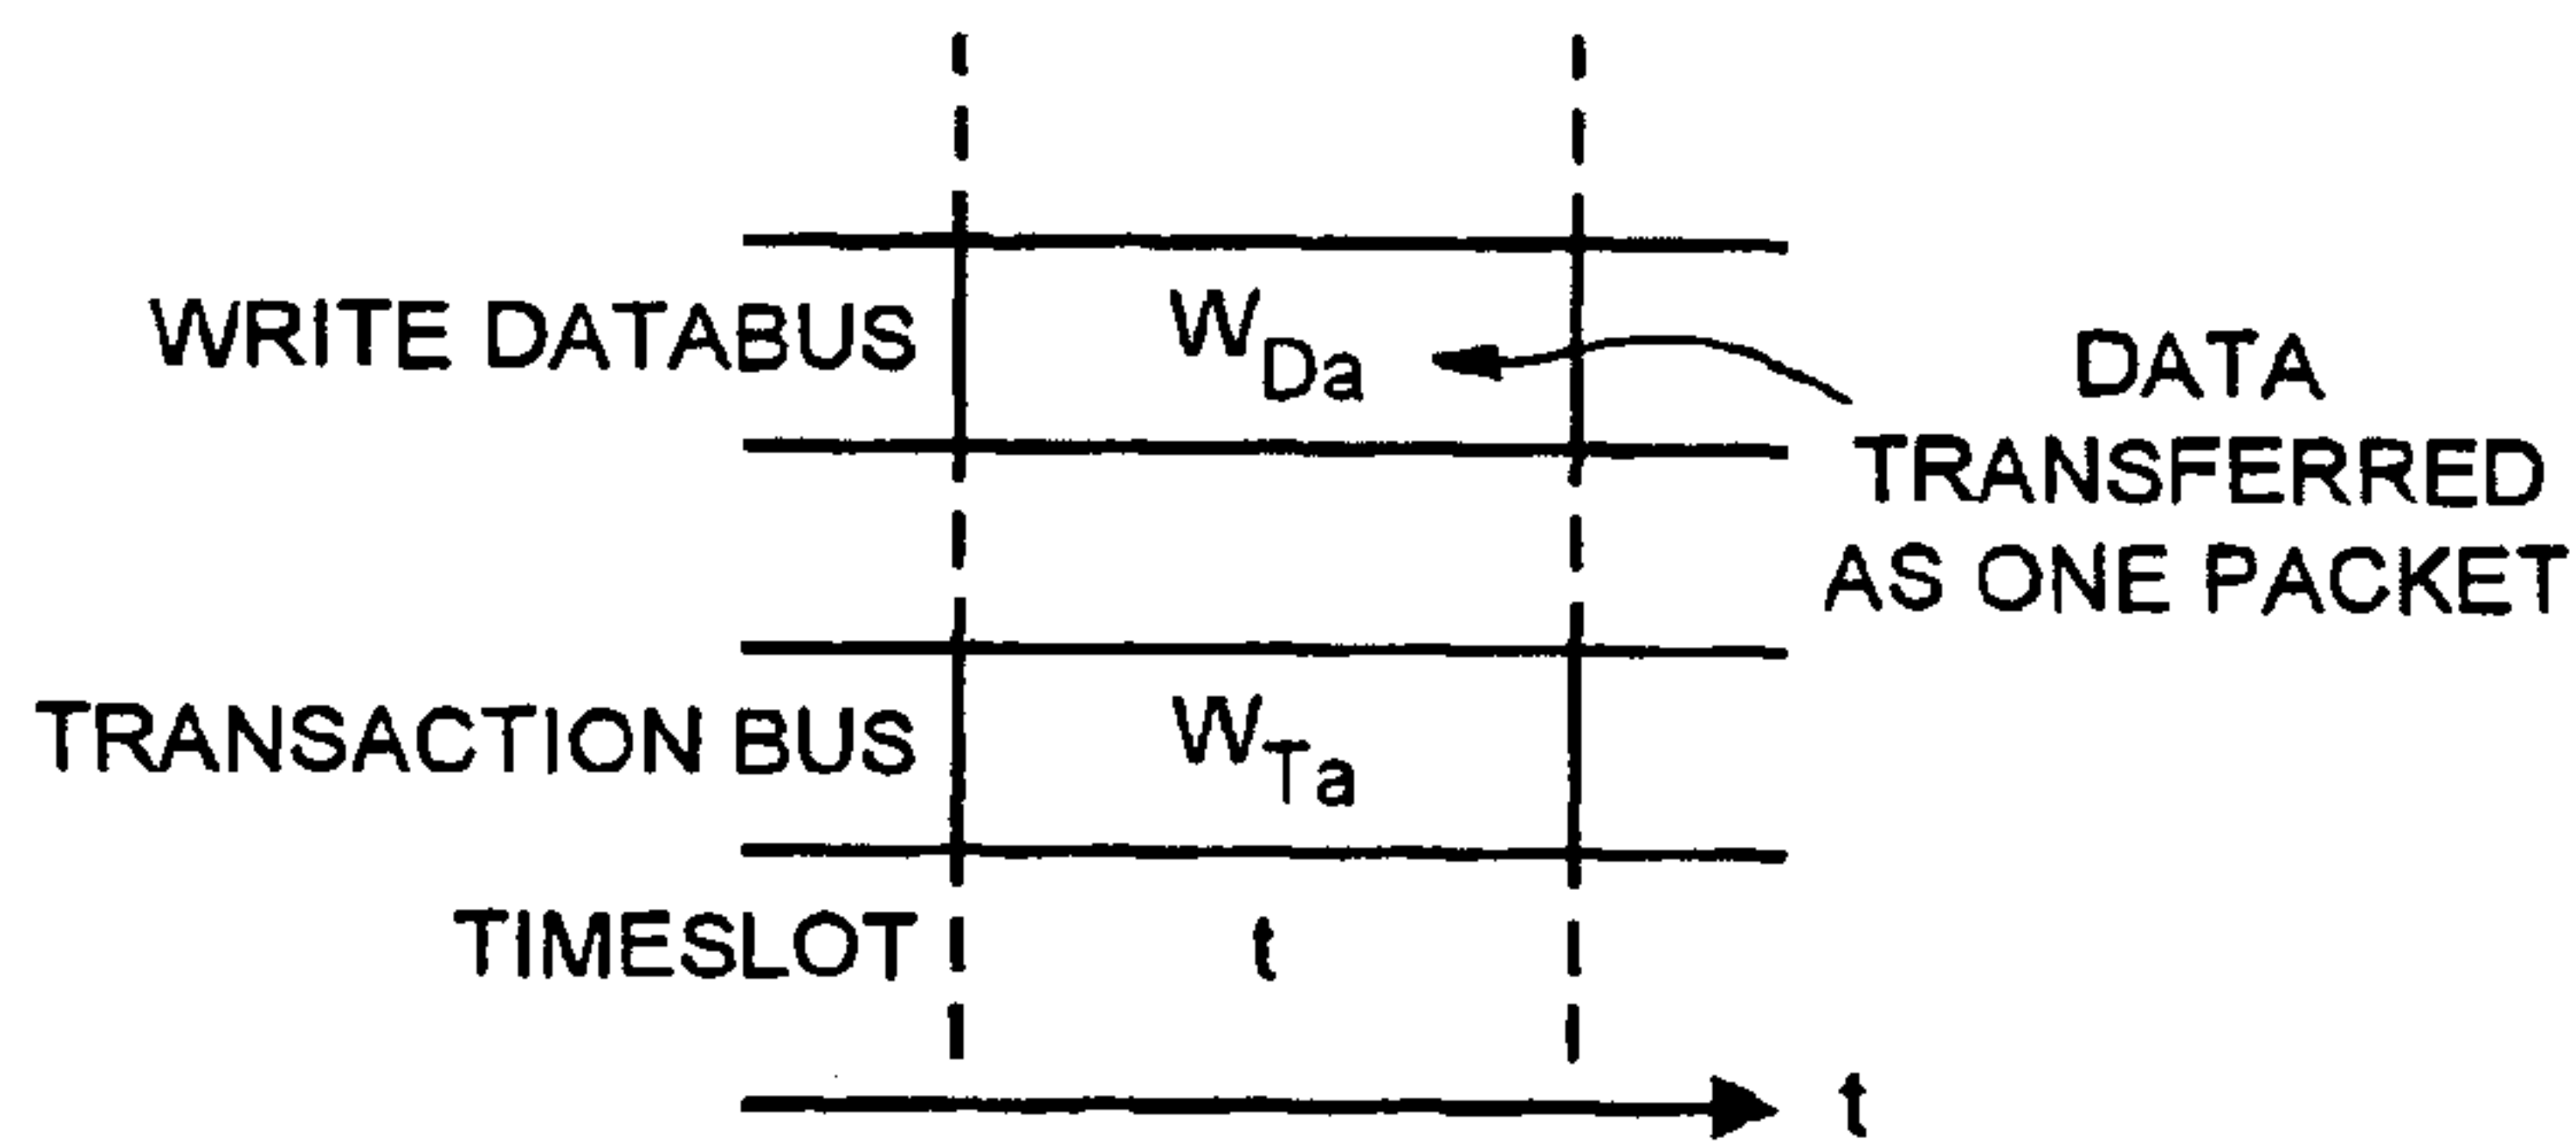 WRITE DATABUS W_Da
DATA
TRANSFERRED
AS ONE PACKET
TRANSACTION BUS W_Ta
TIMESLOT t
t